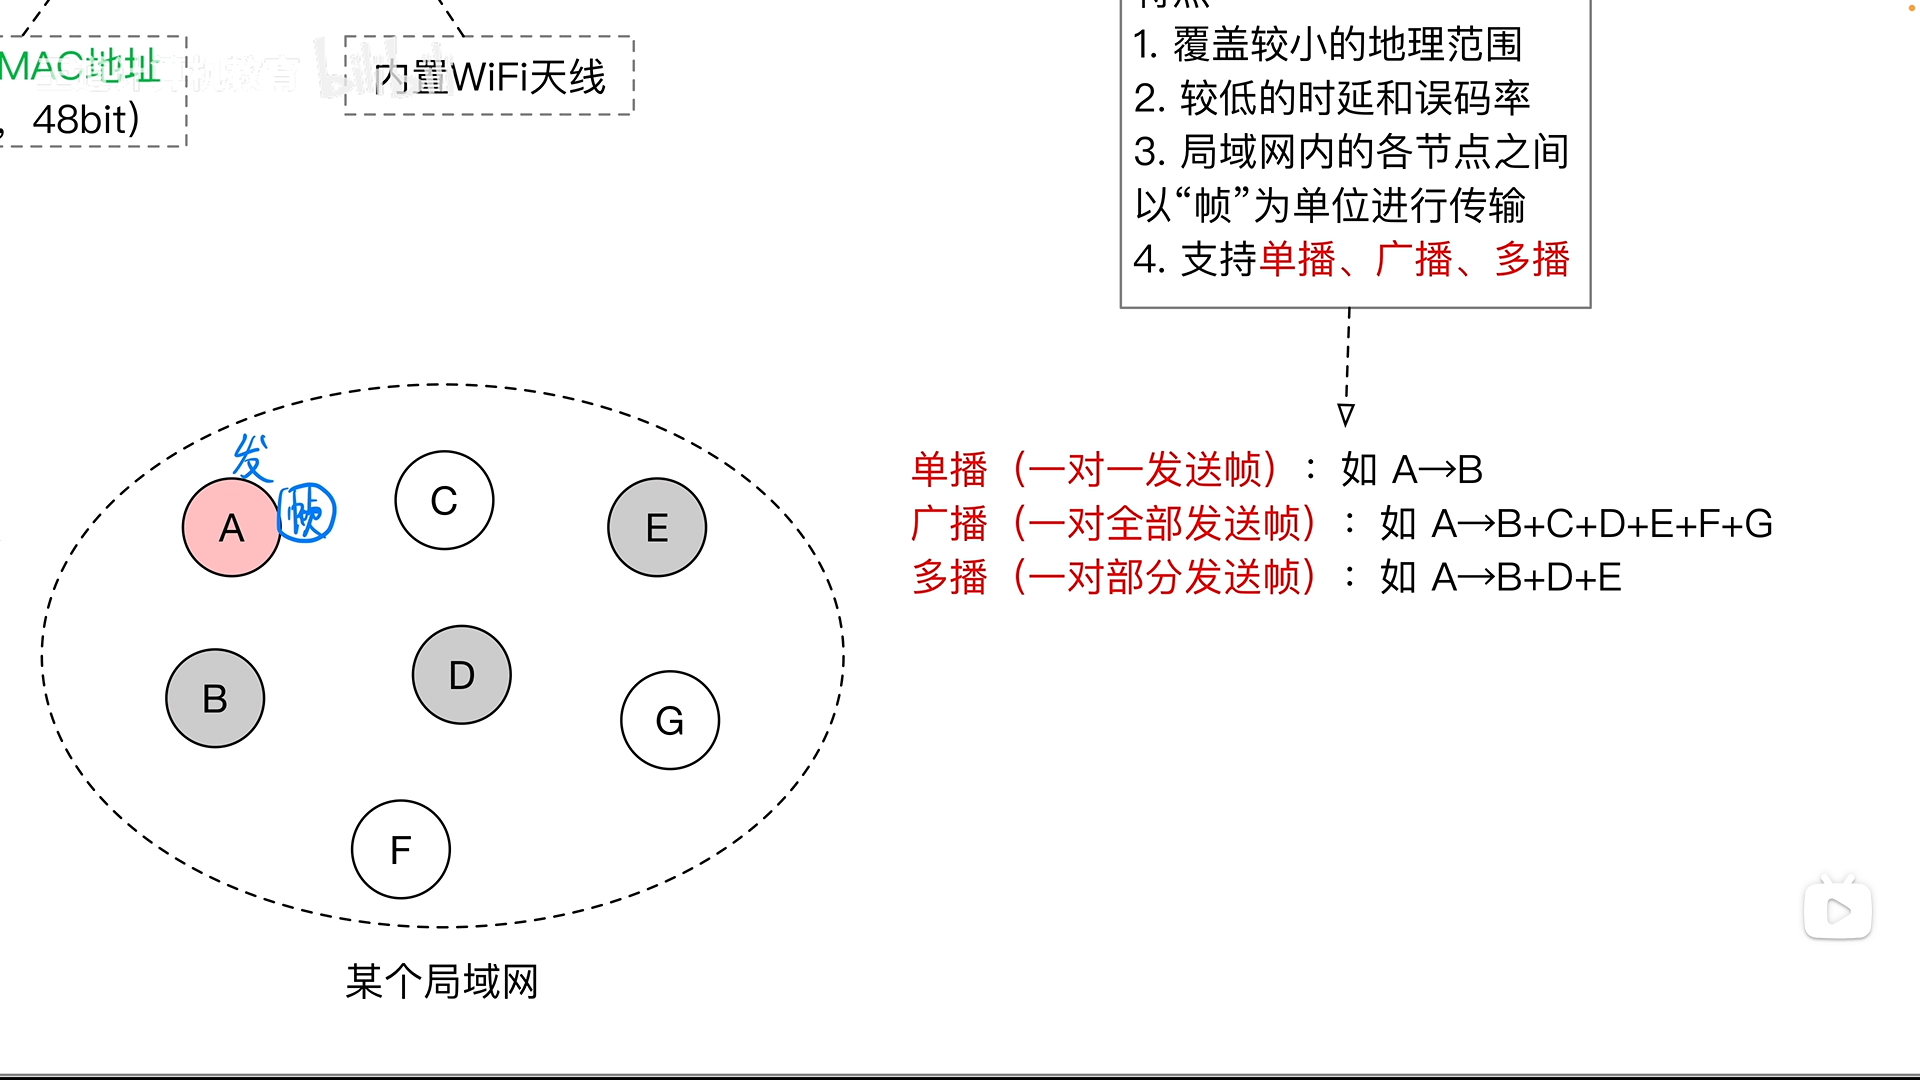 MAC地址
, 48bit)
内置WiFi天线
特点
1. 覆盖较小的地理范围
2. 较低的时延和误码率
3. 局域网内的各节点之间
以“帧”为单位进行传输
4. 支持单播、广播、多播
发
帧
A
C
E
B
D
G
F
某个局域网
单播（一对一发送帧）：如 A→B
广播（一对全部发送帧）：如 A→B+C+D+E+F+G
多播（一对部分发送帧）：如 A→B+D+E